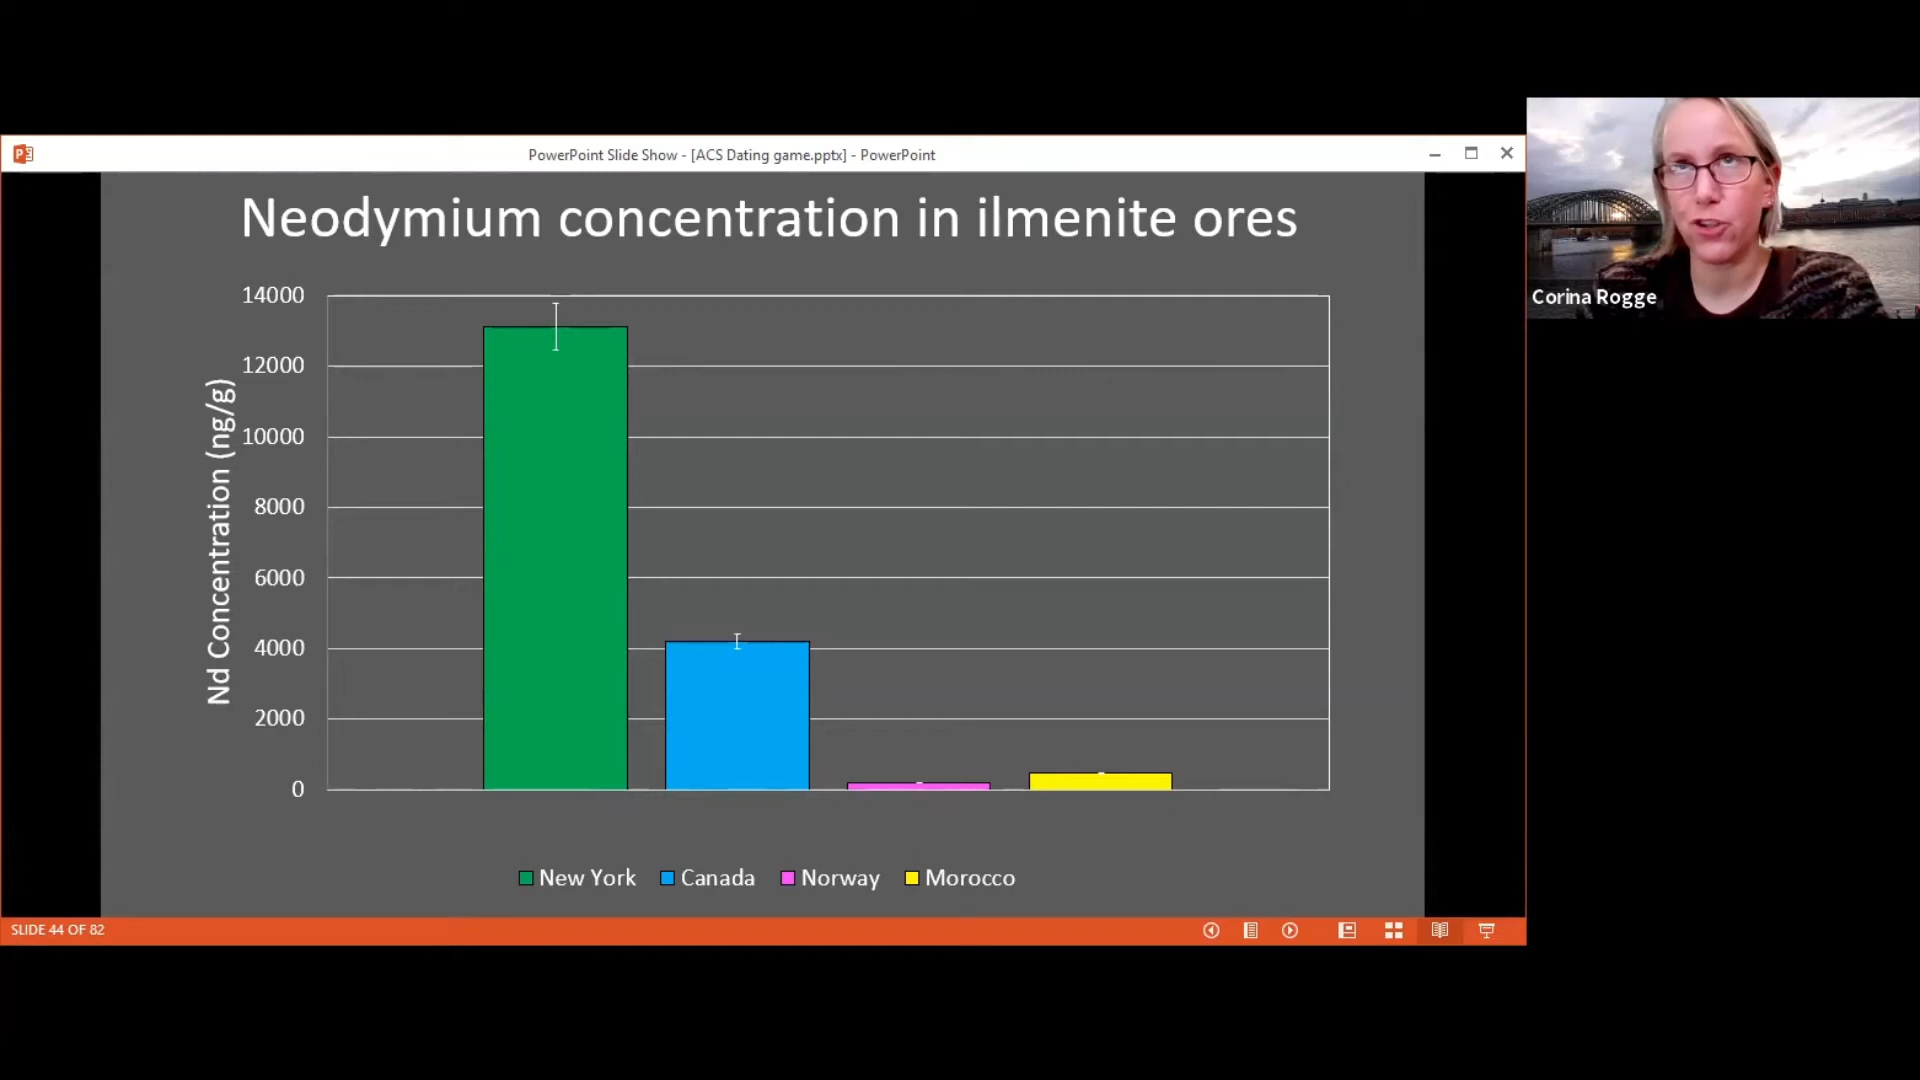 PowerPoint Slide Show - [ACS Dating game.pptx] - PowerPoint
Neodymium concentration in ilmenite ores
Nd Concentration (ng/g)
14000
12000
10000
8000
6000
4000
2000
0
New York Canada Norway Morocco
SLIDE 44 OF 82
Corina Rogge